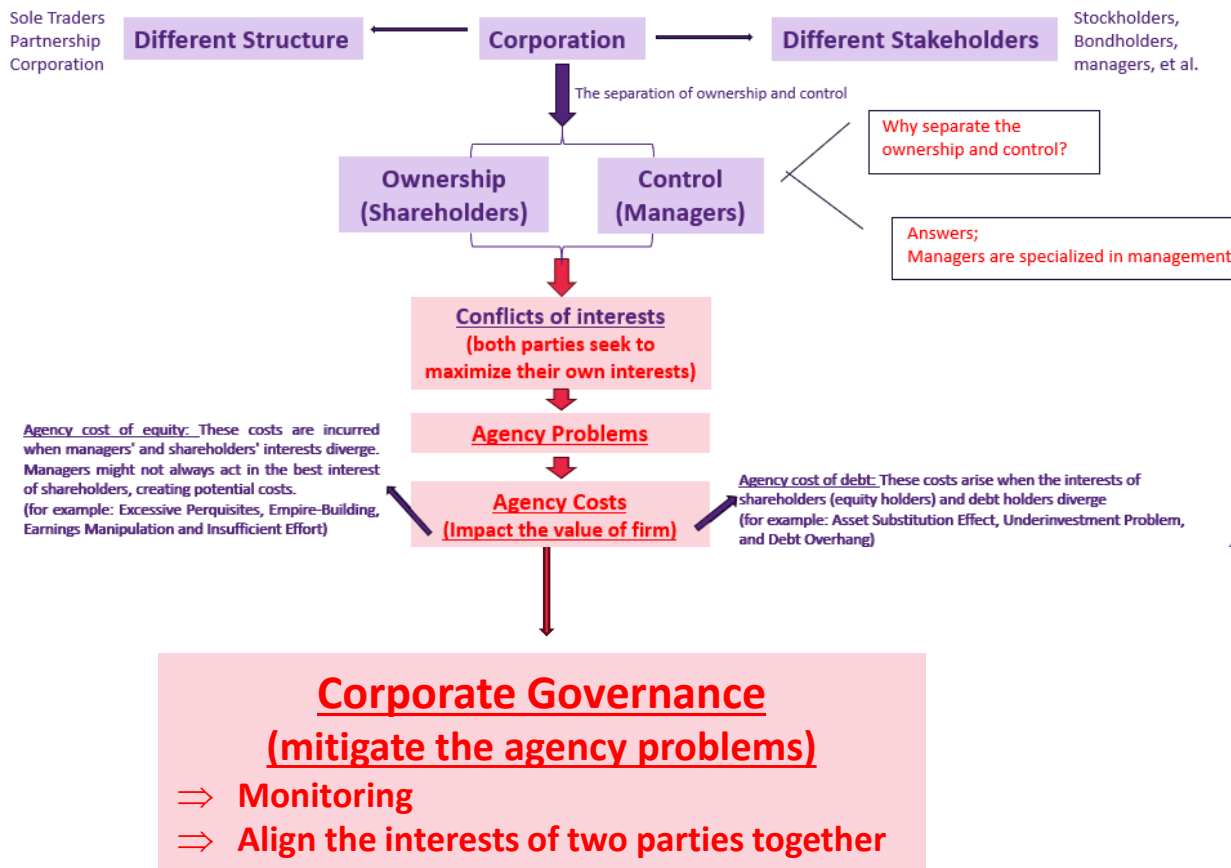 Sole Traders
Partnership
Corporation
Different Structure
Corporation
Different Stakeholders
Stockholders,
Bondholders,
managers, et al.
The separation of ownership and control
Why separate the
ownership and control?
Ownership
(Shareholders)
Control
(Managers)
Answers;
Managers are specialized in management
Conflicts of interests
(both parties seek to
maximize their own interests)
Agency Problems
Agency cost of equity: These costs are incurred
when managers' and shareholders' interests diverge.
Managers might not always act in the best interest
of shareholders, creating potential costs.
(for example: Excessive Perquisites, Empire-Building,
Earnings Manipulation and Insufficient Effort)
Agency Costs
(Impact the value of firm)
Agency cost of debt: These costs arise when the interests of
shareholders (equity holders) and debt holders diverge
(for example: Asset Substitution Effect, Underinvestment Problem,
and Debt Overhang)
Corporate Governance
(mitigate the agency problems)
⇒ Monitoring
⇒ Align the interests of two parties together